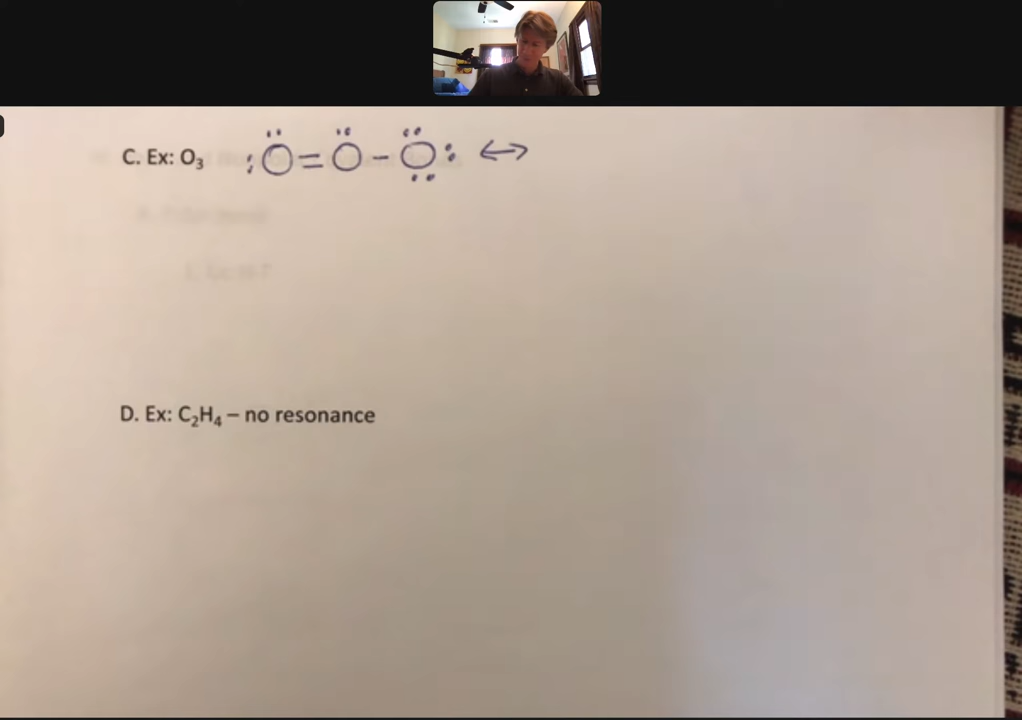 C. Ex: O₃ :Ö=Ö-Ö: ↔
D. Ex: C₂H₄ – no resonance